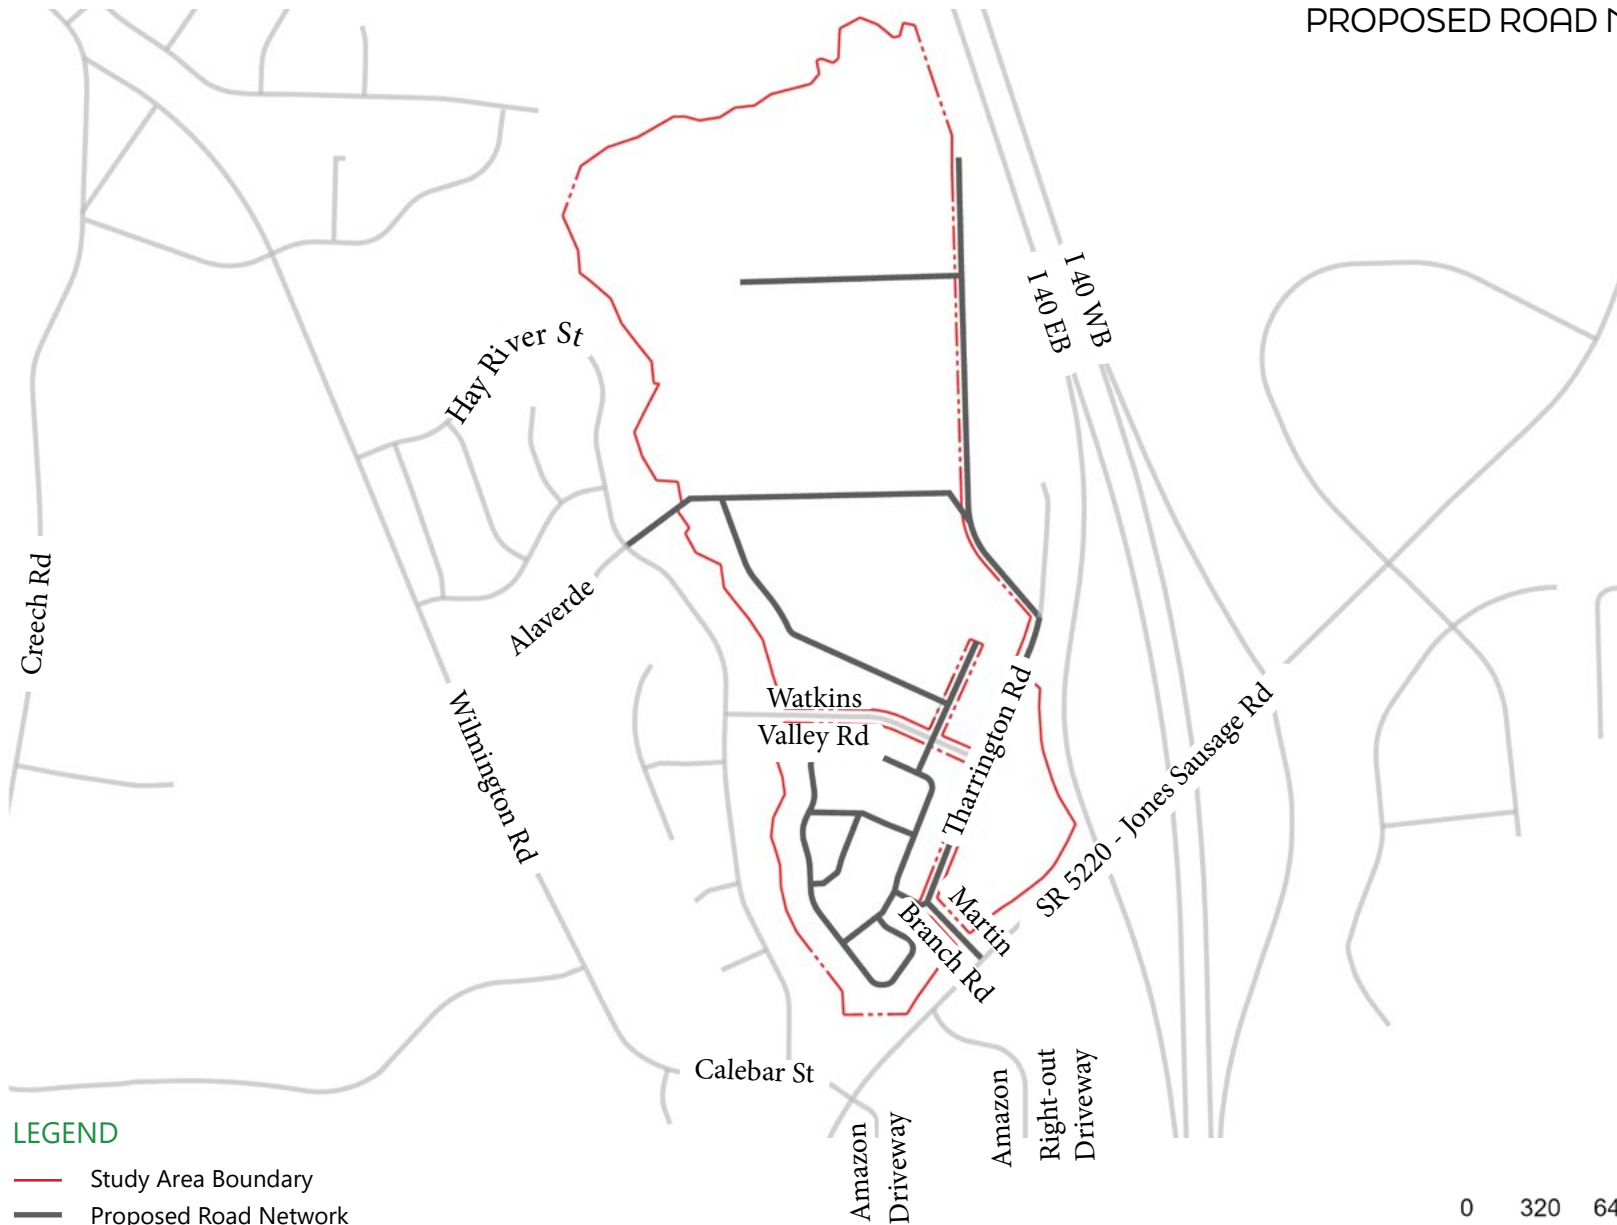 PROPOSED ROAD
I 40 WB
I 40 EB
Hay River St
Creech Rd
Alaverde
Watkins
Valley Rd
Tharrington Rd
Wilmington Rd
SR 5220 - Jones Sausage Rd
Martin
Branch Rd
Calebar St
Amazon
Driveway
Amazon
Right-out
Driveway
LEGEND
Study Area Boundary
Proposed Road Network
0 320